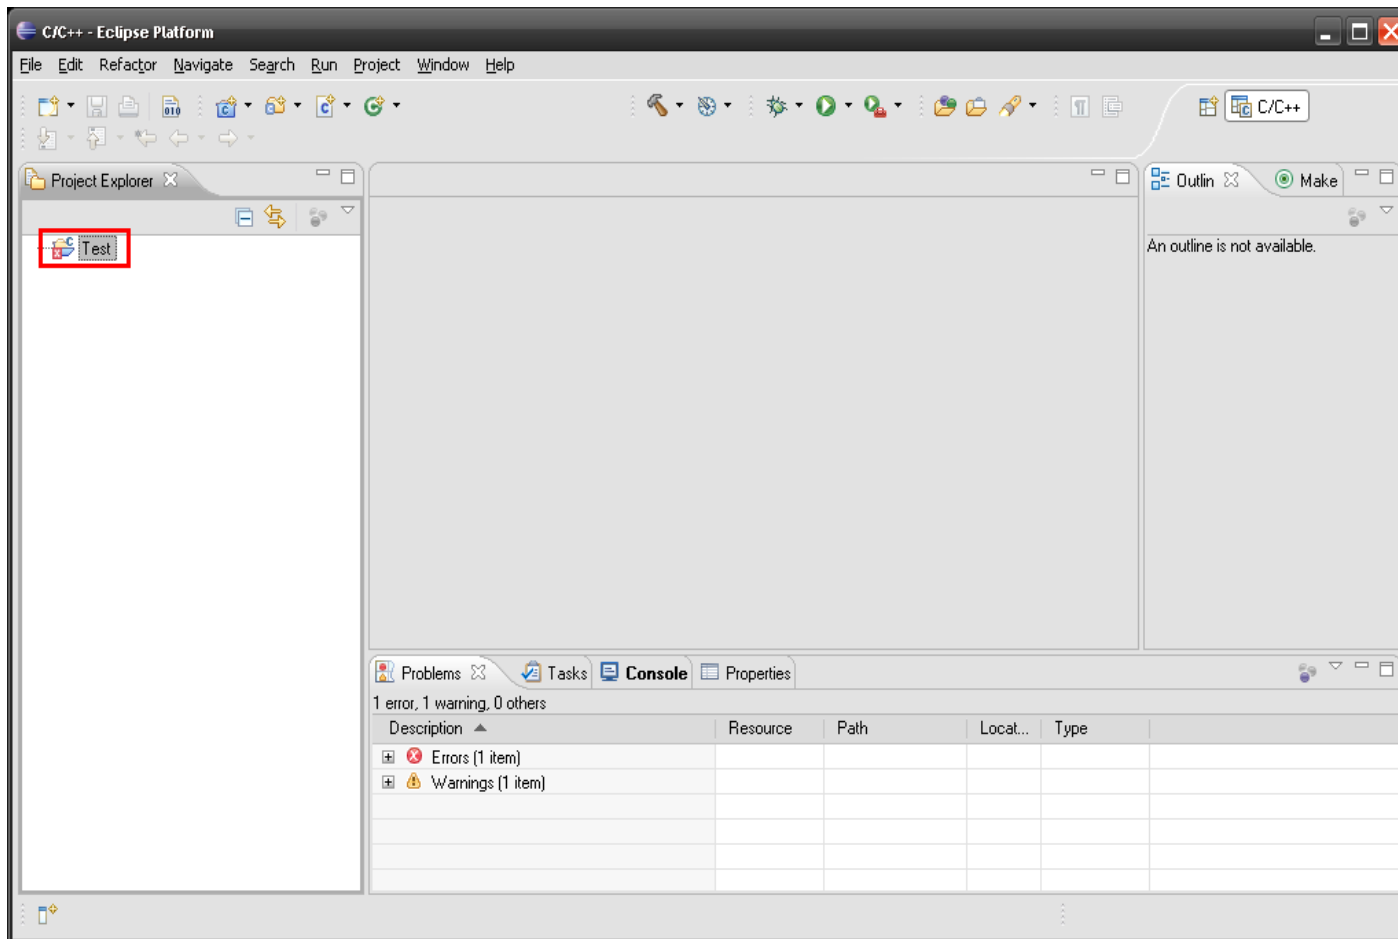 C/C++ - Eclipse Platform
File Edit Refactor Navigate Search Run Project Window Help
C/C++
Project Explorer
Outlin Make
Test
An outline is not available.
Problems Tasks Console Properties
1 error, 1 warning, 0 others
Description Resource Path Locat... Type
Errors (1 item)
Warnings (1 item)